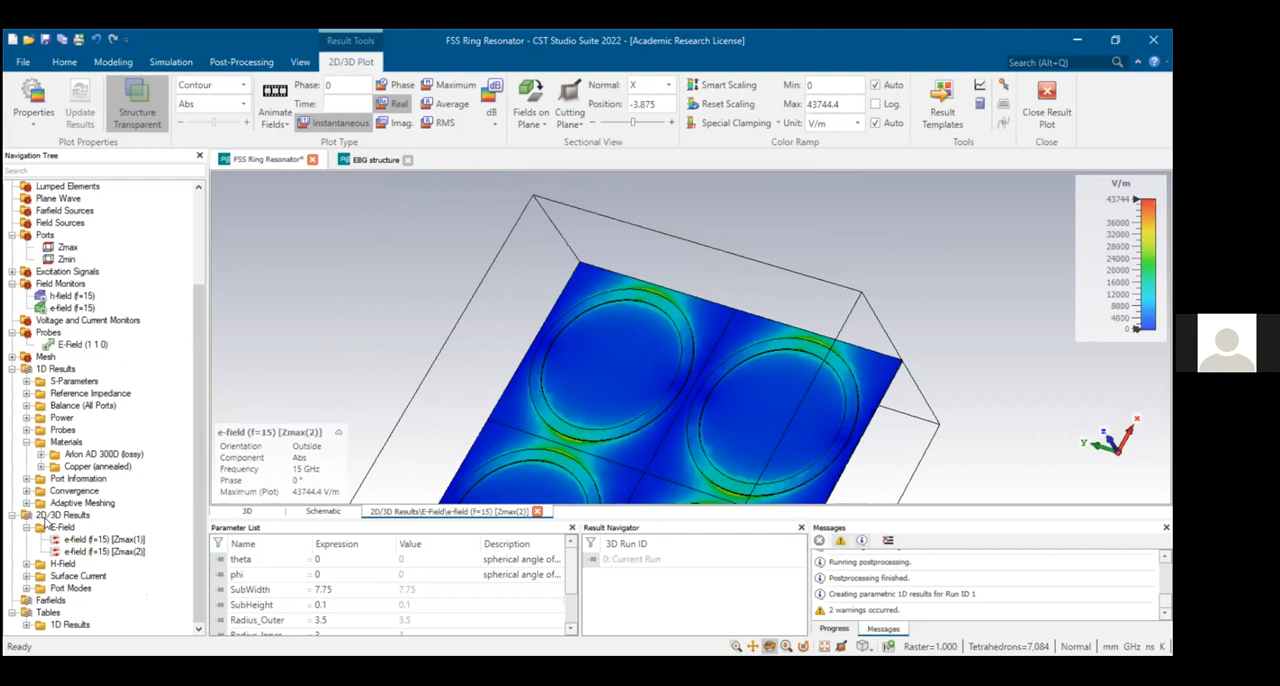 Result Tools
FSS Ring Resonator - CST Studio Suite 2022 - [Academic Research License]
File Home Modeling Simulation Post-Processing View 2D/3D Plot
Search (Alt+Q)
Properties
Update Results
Structure Transparent
Contour
Abs
Plot Properties
Animate Fields
Phase: 0
Time:
Instantaneous
Phase
Real
Imag.
Maximum
Average
RMS
dB
Plot Type
Fields on Plane
Cutting Plane
Normal: X
Position: -3.875
Sectional View
Smart Scaling
Reset Scaling
Special Clamping
Min: 0
Max: 43744.4
Unit: V/m
Auto
Log.
Auto
Color Ramp
Result Templates
Tools
Close Result Plot
Close
Navigation Tree
Search
Lumped Elements
Plane Wave
Farfield Sources
Field Sources
Ports
Zmax
Zmin
Excitation Signals
Field Monitors
h-field (f=15)
e-field (f=15)
Voltage and Current Monitors
Probes
E-Field (1 1 0)
Mesh
1D Results
S-Parameters
Reference Impedance
Balance (All Ports)
Power
Probes
Materials
Arlon AD 300D (lossy)
Copper (annealed)
Port Information
Convergence
Adaptive Meshing
2D/3D Results
E-Field
e-field (f=15) [Zmax(1)]
e-field (f=15) [Zmax(2)]
H-Field
Surface Current
Port Modes
Farfields
Tables
1D Results
FSS Ring Resonator*
EBG structure
V/m
43744
36000
32000
28000
24000
20000
16000
12000
8000
4000
0
e-field (f=15) [Zmax(2)]
Orientation Outside
Component Abs
Frequency 15 GHz
Phase 0°
Maximum (Plot) 43744.4 V/m
x
z
y
3D Schematic 2D/3D Results\E-Field\e-field (f=15) [Zmax(2)]
Parameter List
Name Expression Value Description
theta = 0 0 spherical angle of...
phi = 0 0 spherical angle of...
SubWidth = 7.75 7.75
SubHeight = 0.1 0.1
Radius_Outer = 3.5 3.5
Result Navigator
3D Run ID
0: Current Run
Messages
Running postprocessing.
Postprocessing finished.
Creating parametric 1D results for Run ID 1
2 warnings occurred.
Progress Messages
Ready
Raster=1.000 Tetrahedrons=7,084 Normal mm GHz ns K